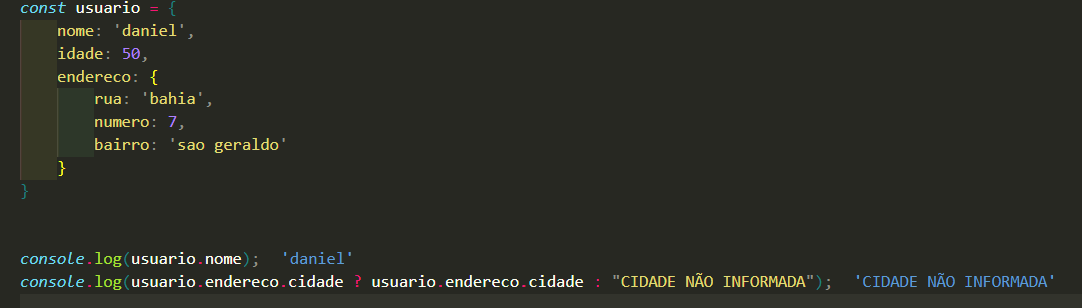 const usuario = {
    nome: 'daniel',
    idade: 50,
    endereco: {
        rua: 'bahia',
        numero: 7,
        bairro: 'sao geraldo'
    }
}
console.log(usuario.nome);  'daniel'
console.log(usuario.endereco.cidade ? usuario.endereco.cidade : "CIDADE NÃO INFORMADA");  'CIDADE NÃO INFORMADA'